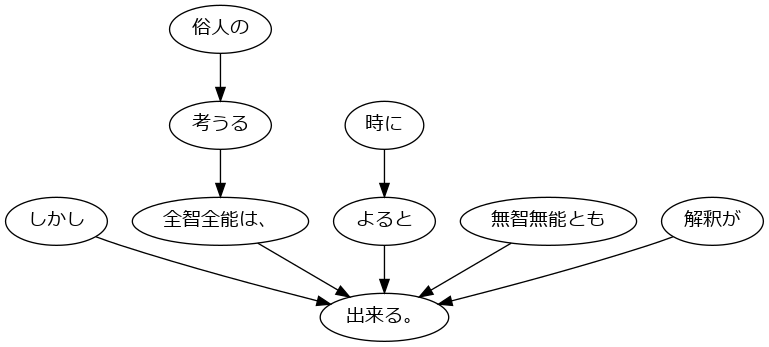 俗人の
考うる
時に
しかし
全智全能は、
よると
無智無能とも
解釈が
出来る。